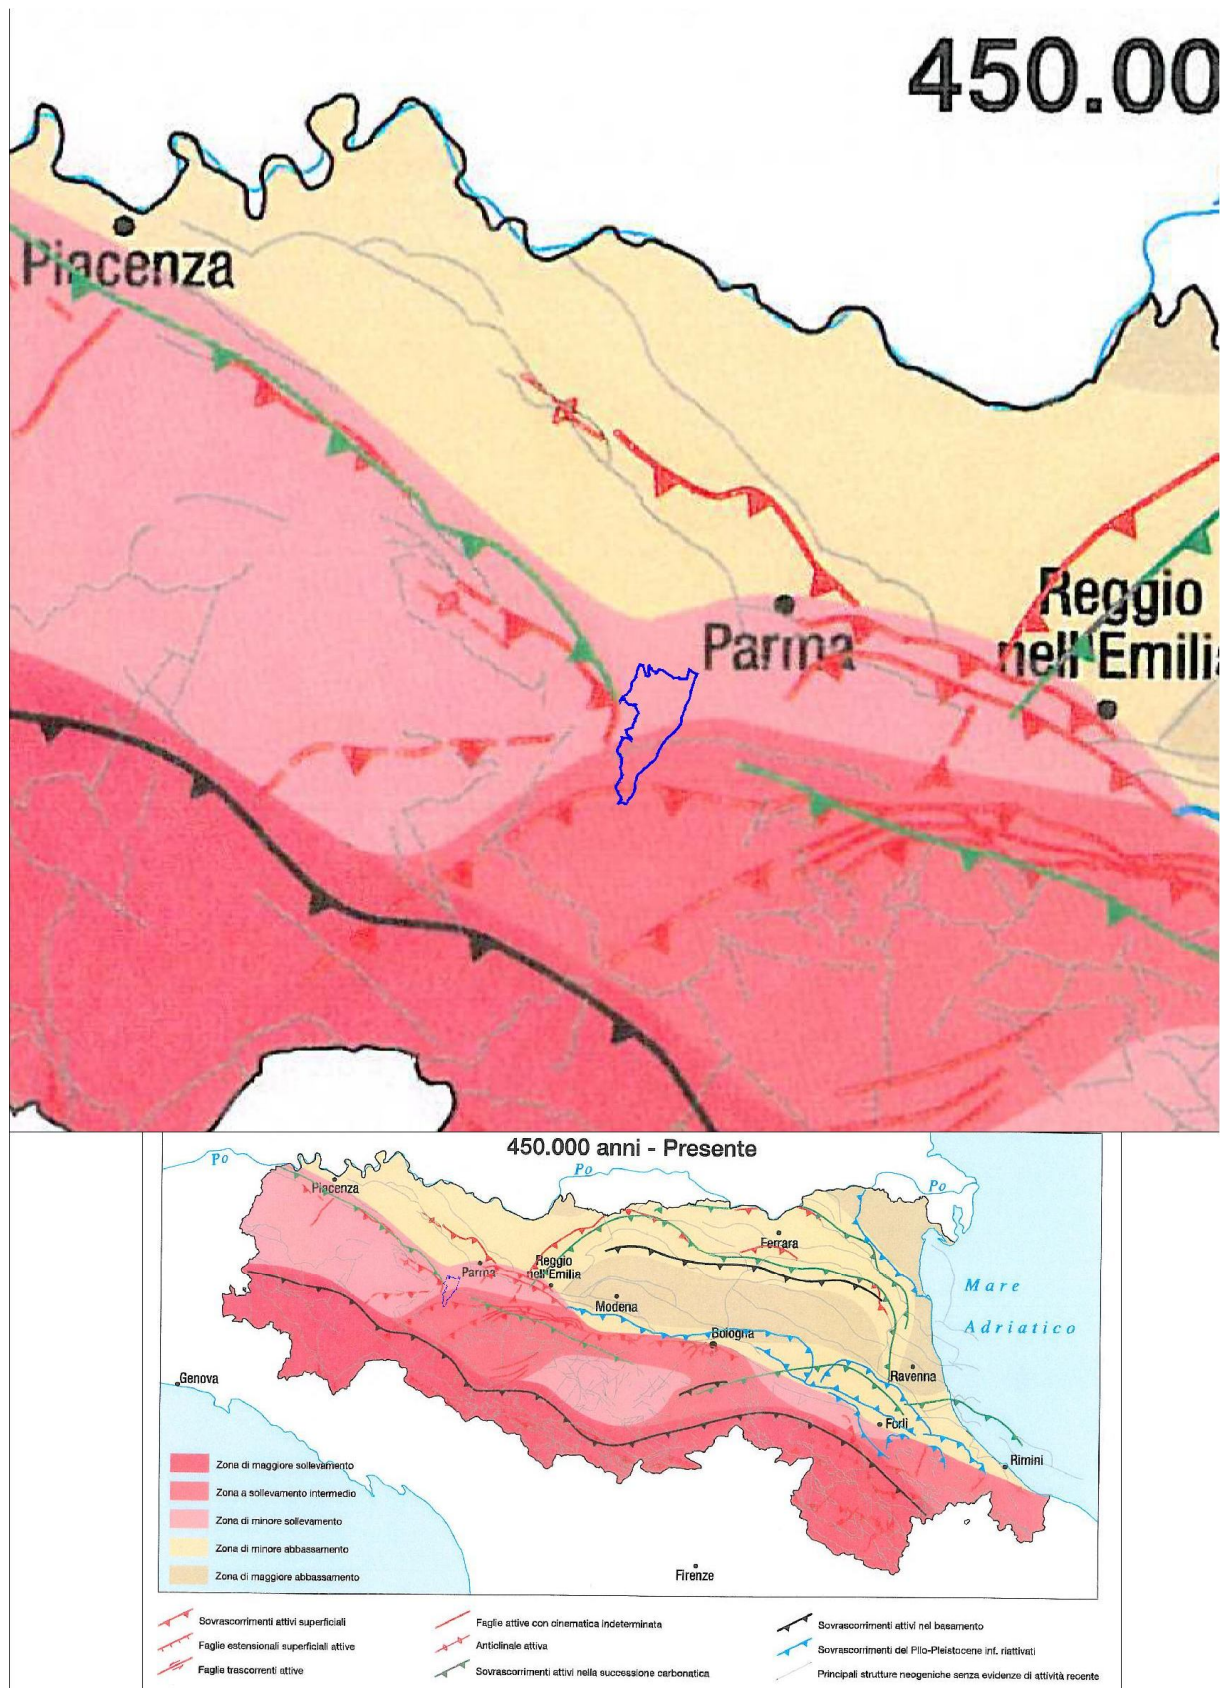 450.00
Piacenza
Parma
Reggio
nell'Emilia
450.000 anni - Presente
Po
Po
Po
Piacenza
Parma
Reggio
nell'Emilia
Modena
Bologna
Ferrara
Ravenna
Forlì
Rimini
Mare
Adriatico
Genova
Firenze
Zona di maggiore sollevamento
Zona a sollevamento intermedio
Zona di minore sollevamento
Zona di minore abbassamento
Zona di maggiore abbassamento
Sovrascorrimenti attivi superficiali
Faglie estensionali superficiali attive
Faglie trascorrenti attive
Faglie attive con cinematica indeterminata
Anticlinale attiva
Sovrascorrimenti attivi nella successione carbonatica
Sovrascorrimenti attivi nel basamento
Sovrascorrimenti del Plio-Pleistocene inf. riattivati
Principali strutture neogeniche senza evidenze di attività recente